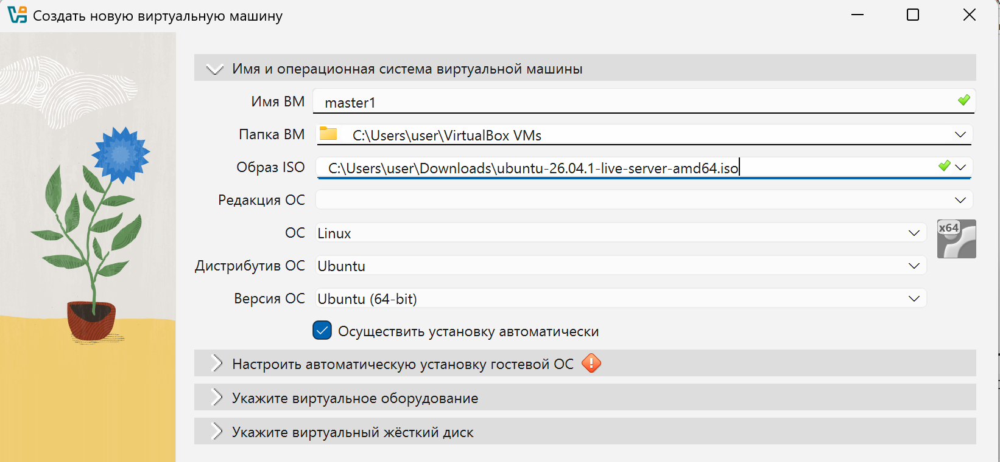 Создать новую виртуальную машину
Имя и операционная система виртуальной машины
Имя ВМ master1
Папка ВМ C:\Users\user\VirtualBox VMs
Образ ISO C:\Users\user\Downloads\ubuntu-26.04.1-live-server-amd64.iso
Редакция ОС
ОС Linux
x64
Дистрибутив ОС Ubuntu
Версия ОС Ubuntu (64-bit)
Осуществить установку автоматически
Настроить автоматическую установку гостевой ОС
Укажите виртуальное оборудование
Укажите виртуальный жёсткий диск